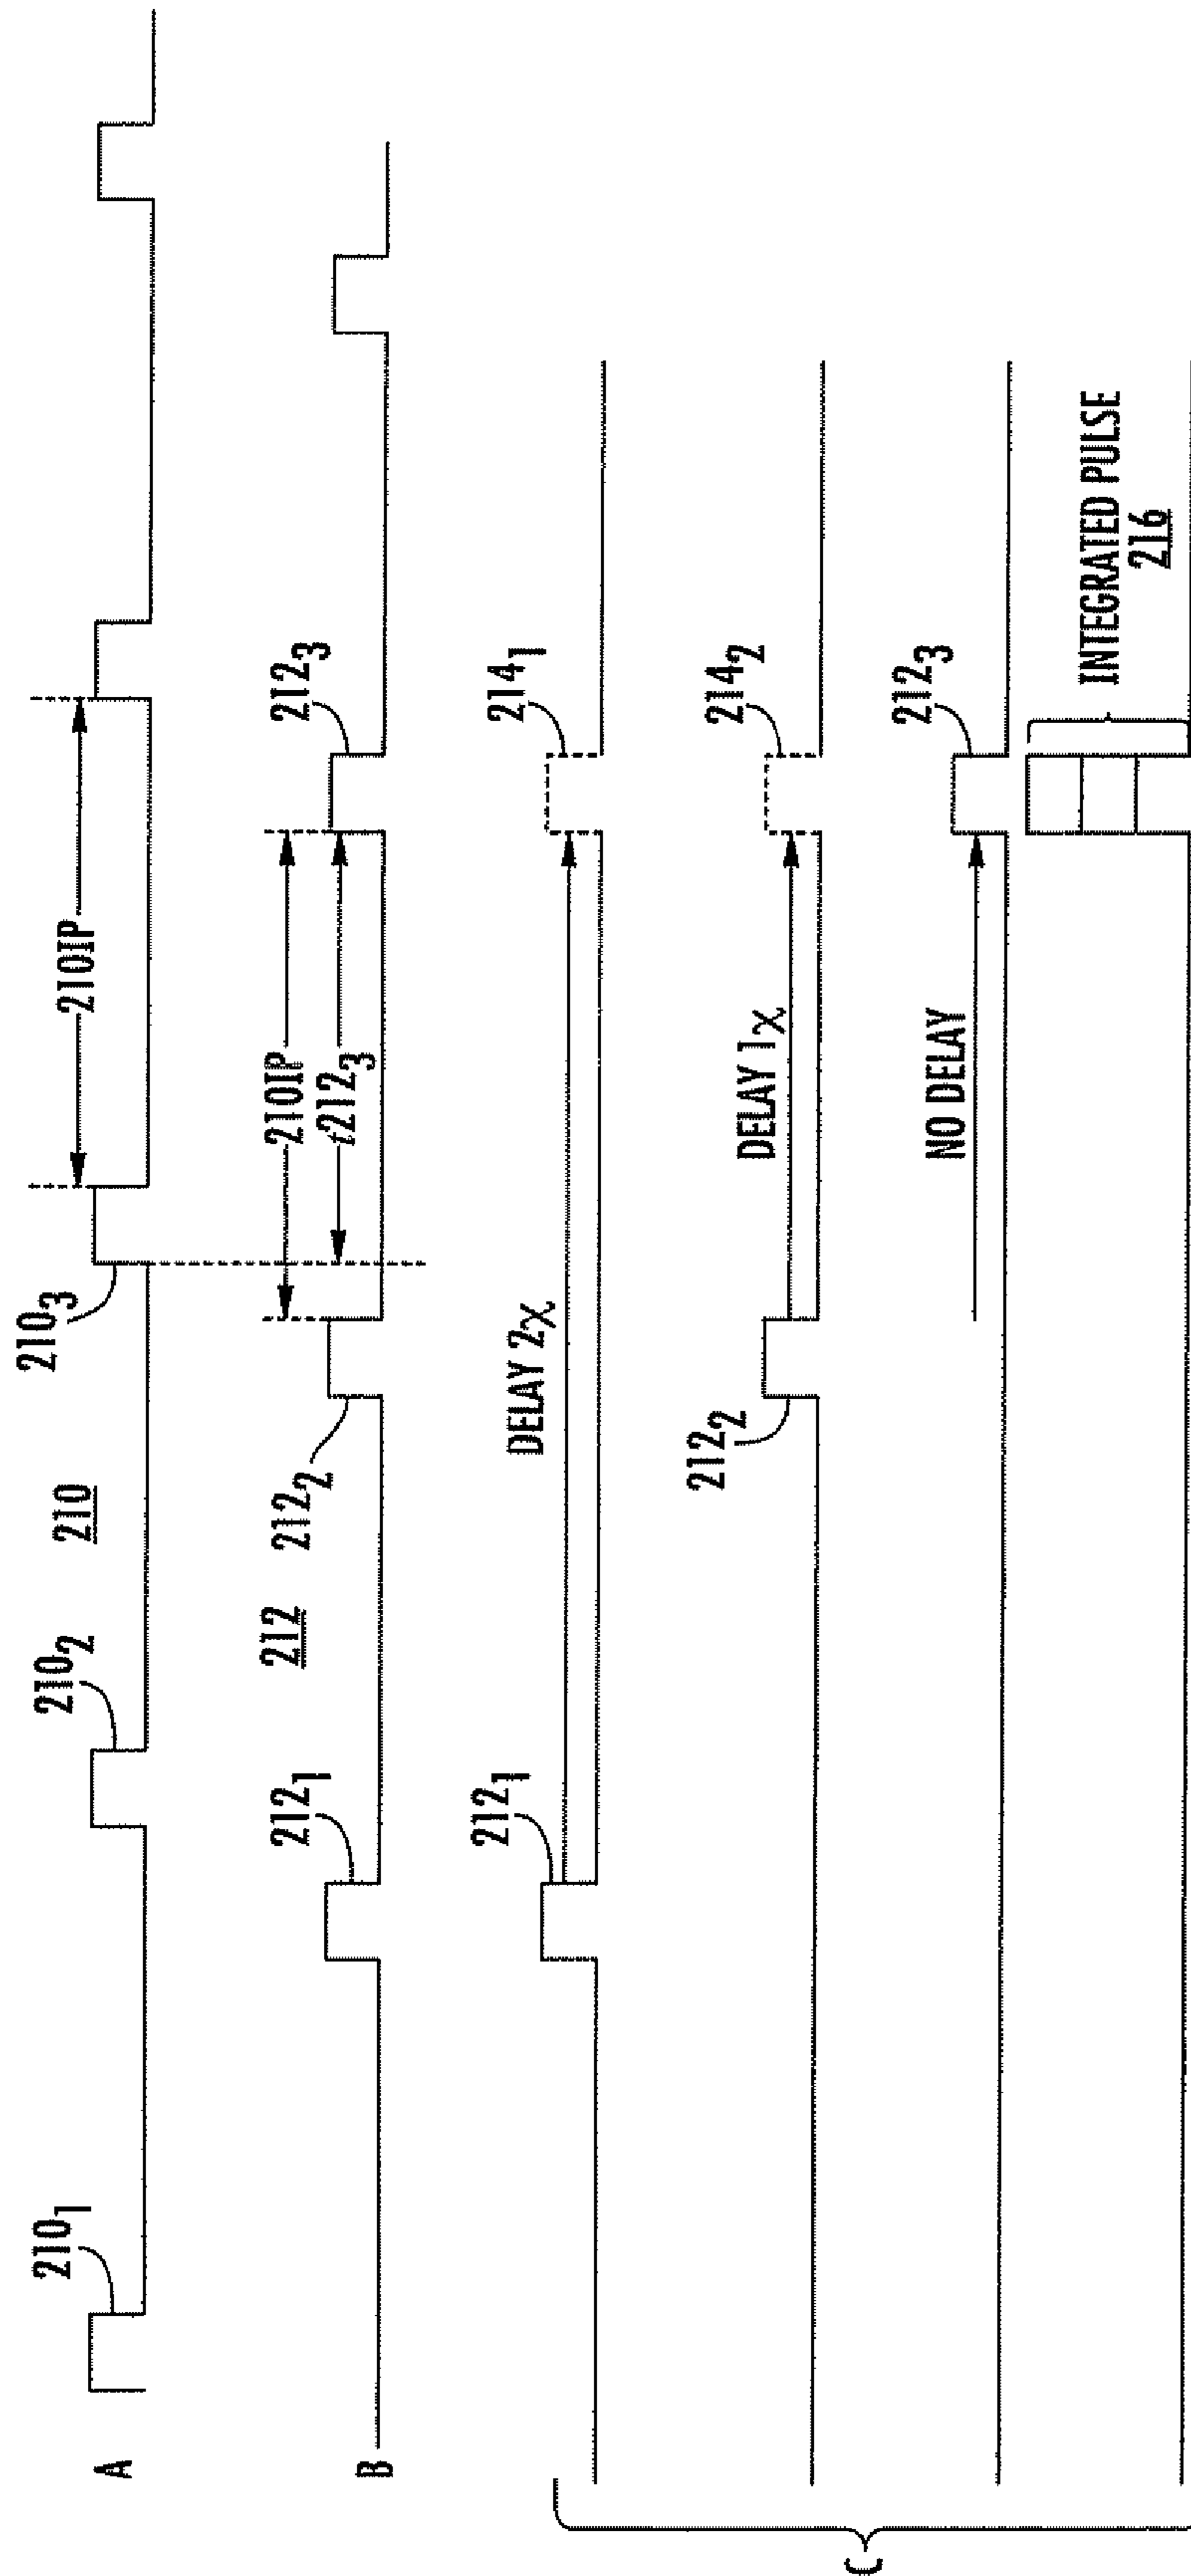 A
210₁
210₂
210
210₃
210IP
B
212₁
212
212₂
210IP
t212₃
212₃
C
212₁
DELAY 2χ
214₁
212₂
DELAY 1χ
214₂
NO DELAY
212₃
INTEGRATED PULSE
216